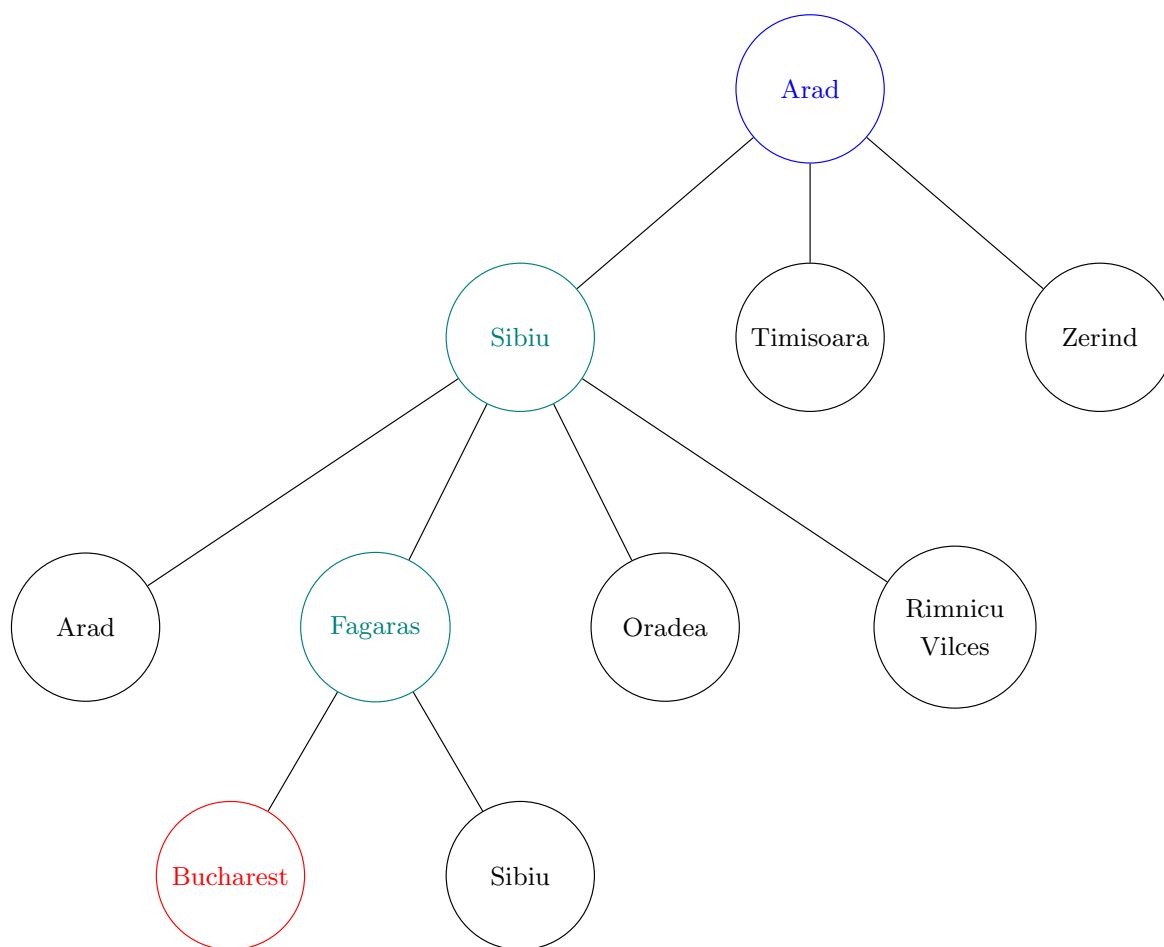 Arad
Sibiu
Timisoara
Zerind
Arad
Fagaras
Oradea
Rimnicu
Vilces
Bucharest
Sibiu